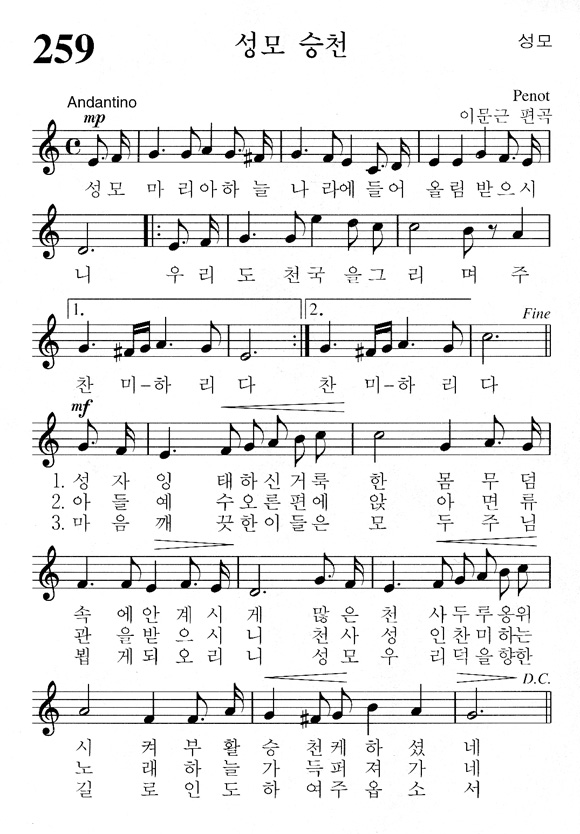 259 성모 승천 성모
Andantino
Penot
mp
이문근 편곡
성모 마리아하늘 나라에들어 올림받으시
니 우리도 천국을그리며주
1. 2. Fine
찬미-하리다 찬미-하리다
mf
1. 성자잉태하신거룩한몸무덤
2. 아들예수오른편에앉아면류
3. 마음깨끗한이들은모두주님
속에안계시게 많은천사두루옹위
관을받으시니 천사성인찬미하는
뵙게되오리니 성모우리덕을향한
D.C.
시켜부활승천케하셨네
노래하늘가득퍼져가네
길로인도하여주옵소서